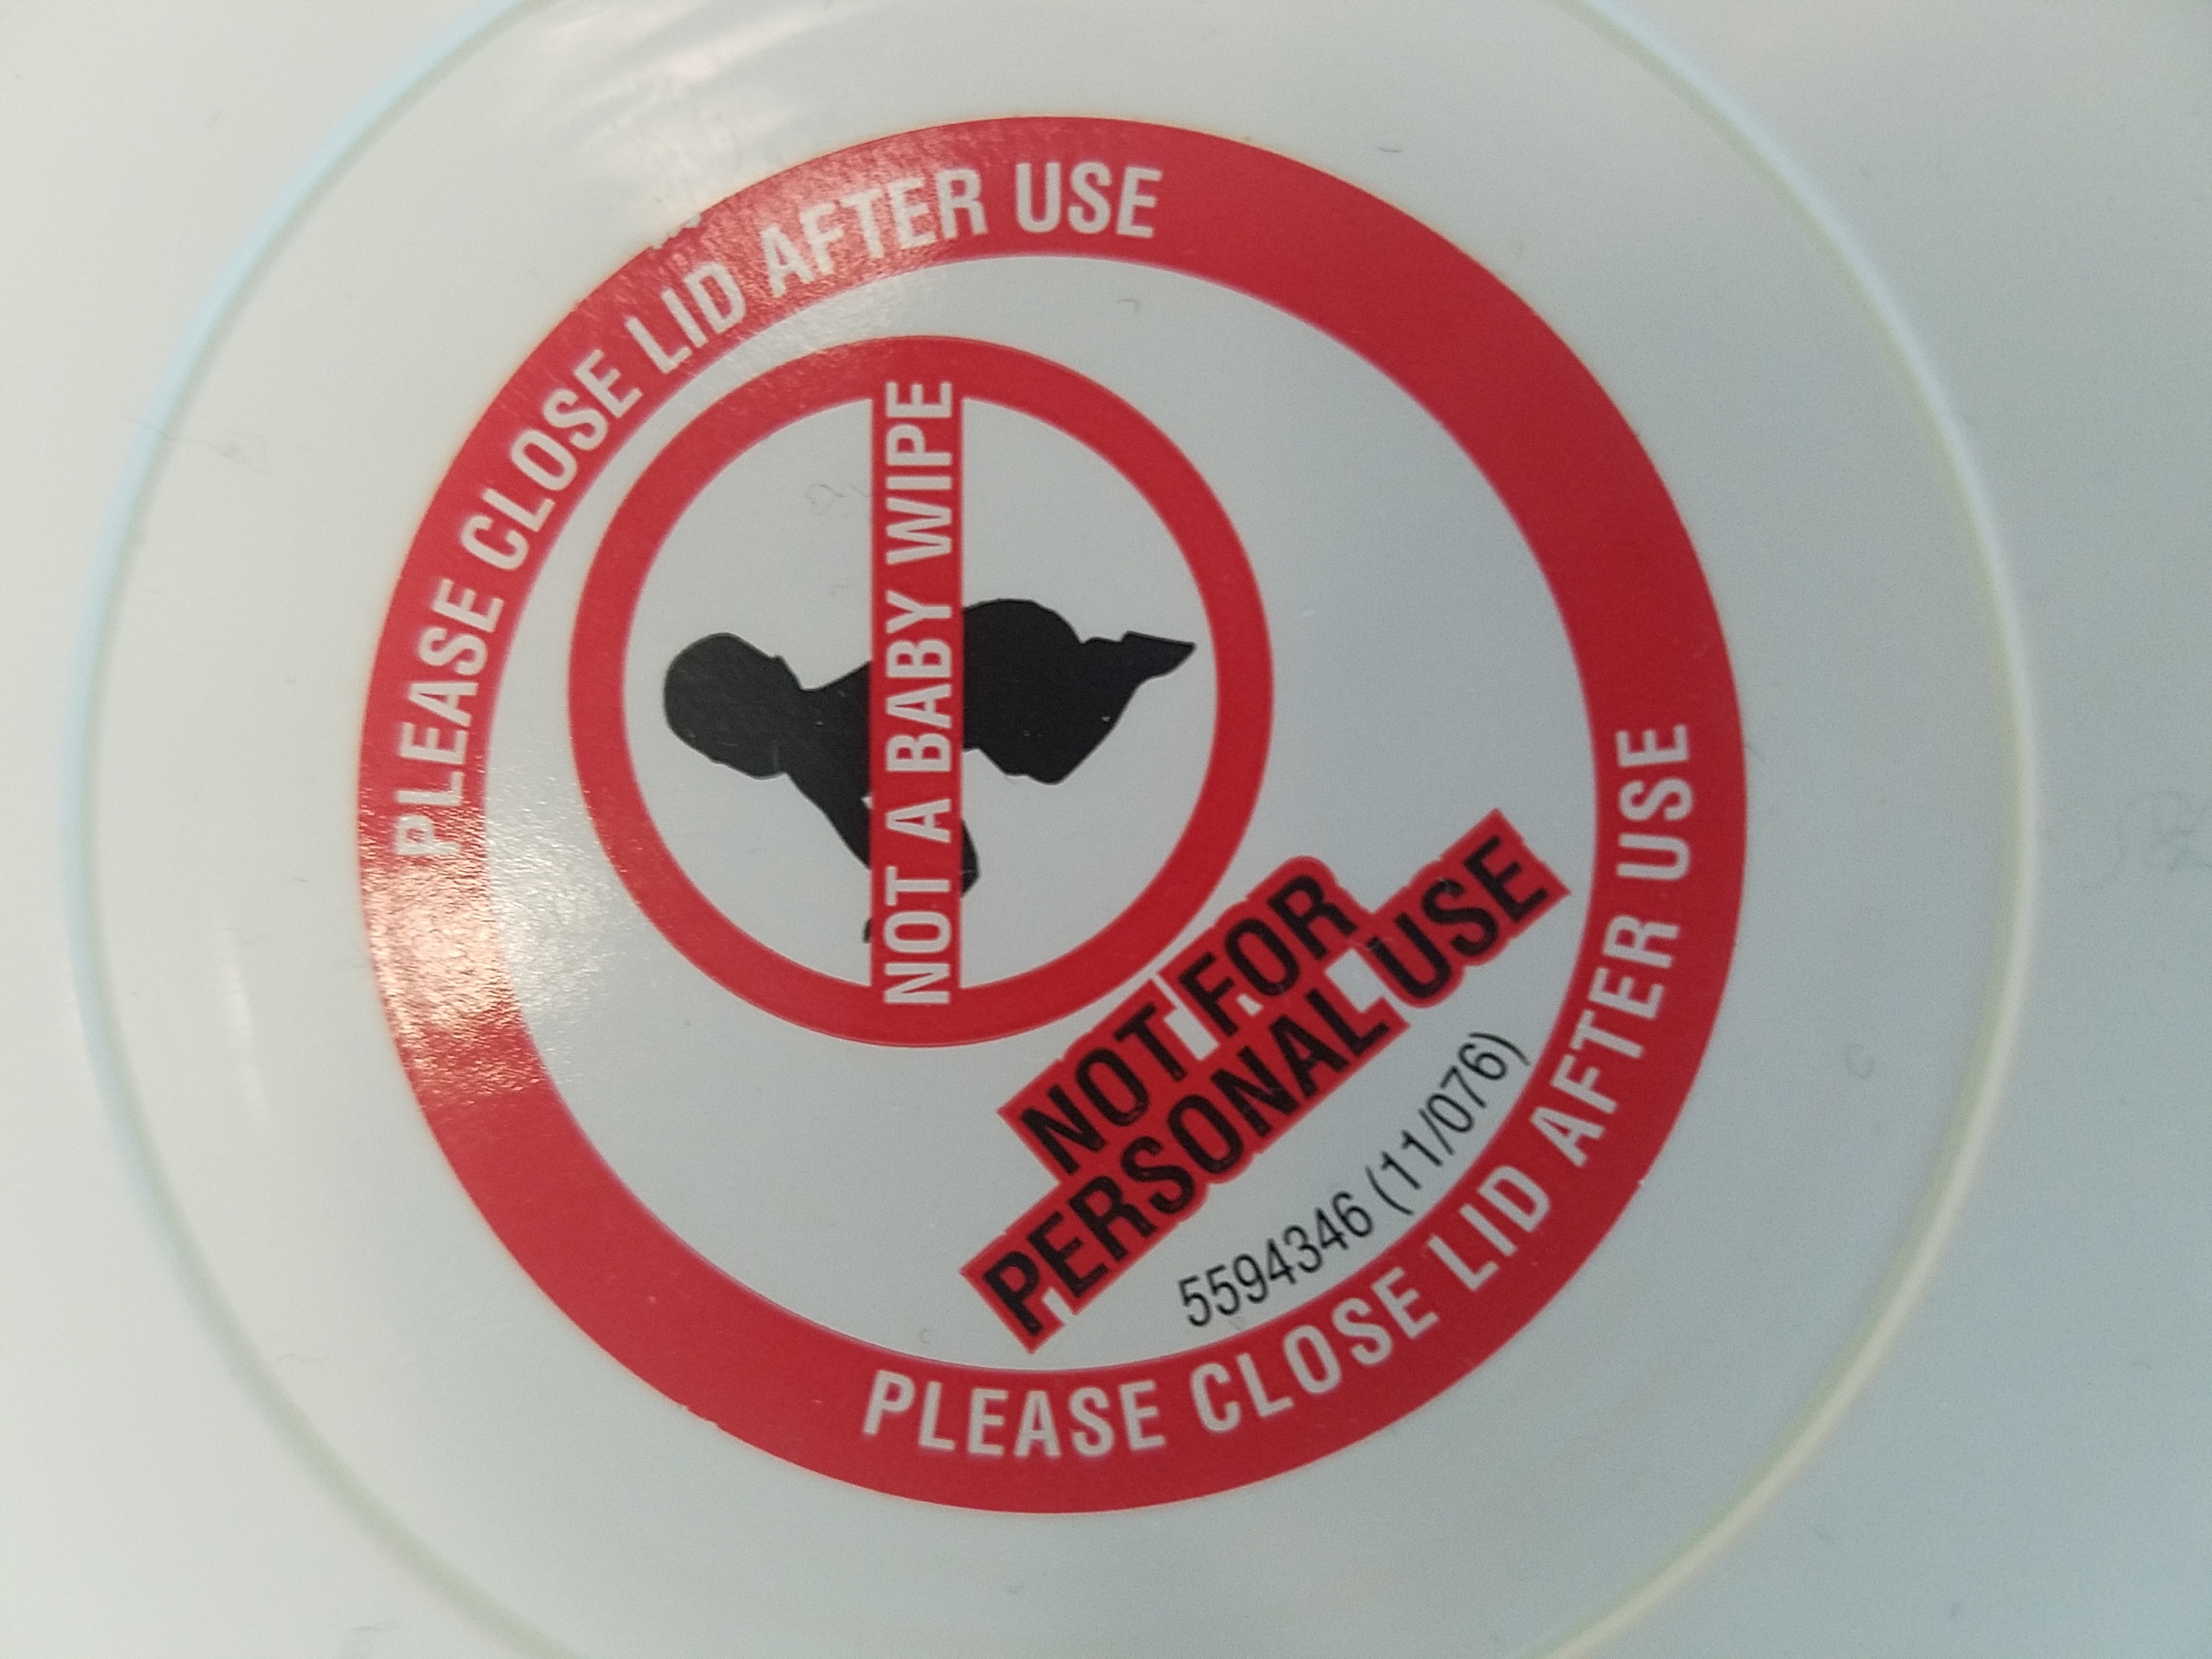 PLEASE CLOSE LID AFTER USE
NOT A BABY WIPE
NOT FOR
PERSONAL USE
5594346 (11/076)
PLEASE CLOSE LID AFTER USE